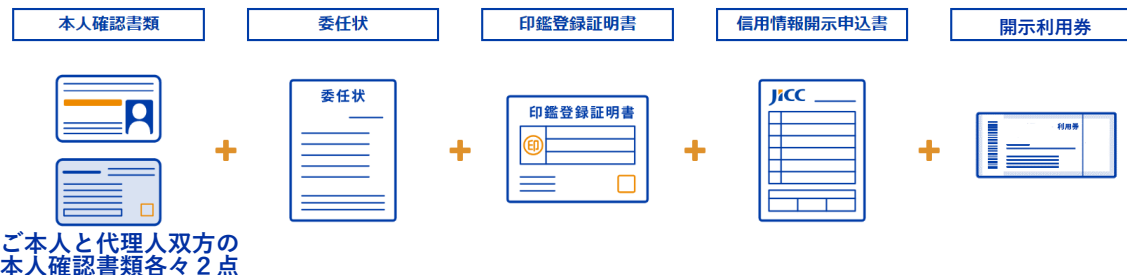 本人確認書類
委任状
印鑑登録証明書
信用情報開示申込書
開示利用券
委任状
印鑑登録証明書
印
JICC
利用券
ご本人と代理人双方の
本人確認書類各々２点